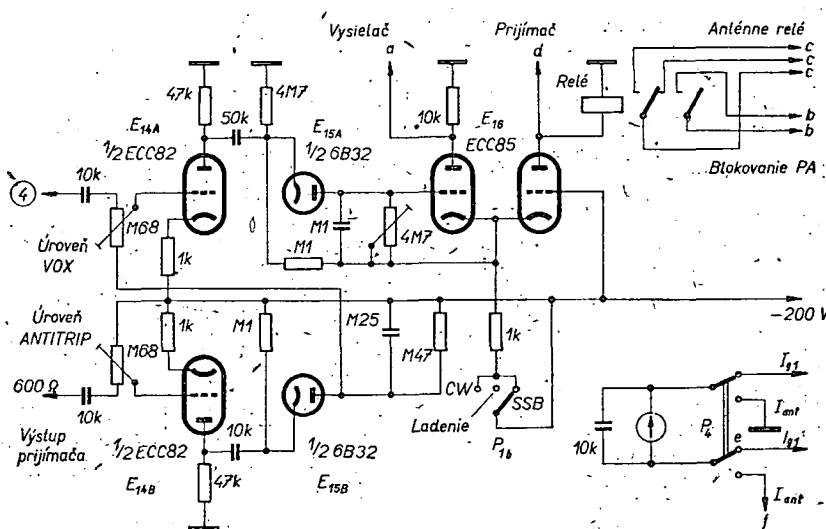 Vysielač
a
Prijímač
d
Anténne relé
c
c
c
b
b
Relé
Blokovanie PA
47k
4M7
50k
10k
E14A
1/2 ECC82
E15A
1/2 6B32
E16
ECC85
4
10k
M68
Úroveň
VOX
1k
M1
M1
4M7
Úroveň
ANTITRIP
M68
1k
M1
M25
M47
1k
-200 V
600 Ω
10k
Výstup
prijímača
1/2 ECC82
E14B
10k
47k
1/2 6B32
E15B
CW
SSB
Ladenie
P1b
10k
P4
Ig1
Iant
e
Ig1'
Iant
f